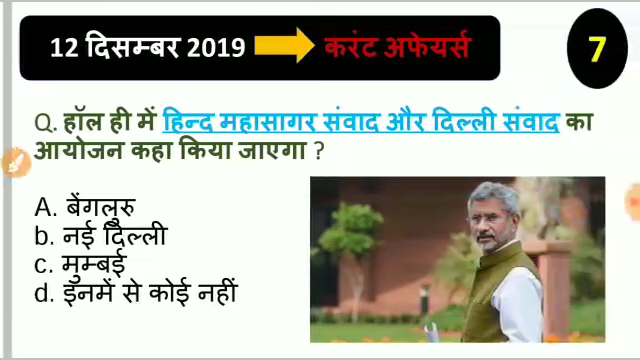 12 दिसम्बर 2019 करंट अफेयर्स
7
Q. हॉल ही में हिन्द महासागर संवाद और दिल्ली संवाद का
आयोजन कहा किया जाएगा ?
A. बेंगलुरु
b. नई दिल्ली
c. मुम्बई
d. इनमें से कोई नहीं